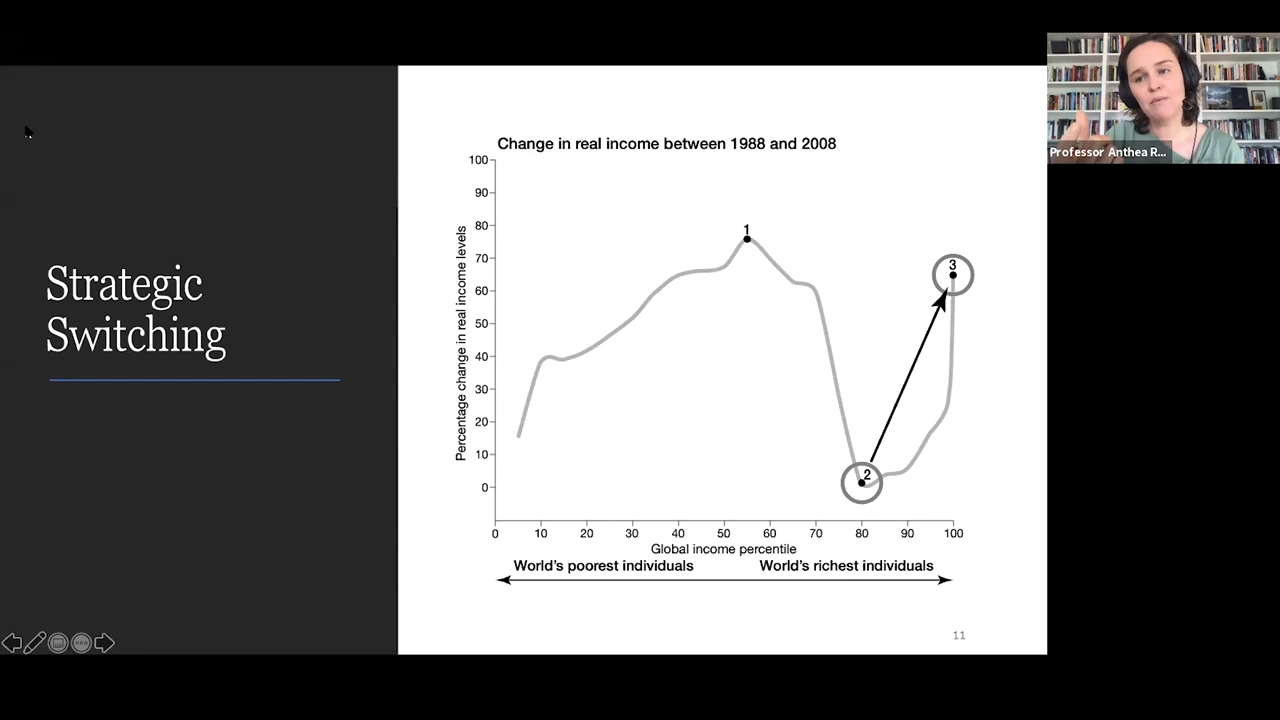 Strategic
Switching
Change in real income between 1988 and 2008
Percentage change in real income levels
100
90
80
70
60
50
40
30
20
10
0
1
2
3
0 10 20 30 40 50 60 70 80 90 100
Global income percentile
World's poorest individuals World's richest individuals
11
Professor Anthea R...